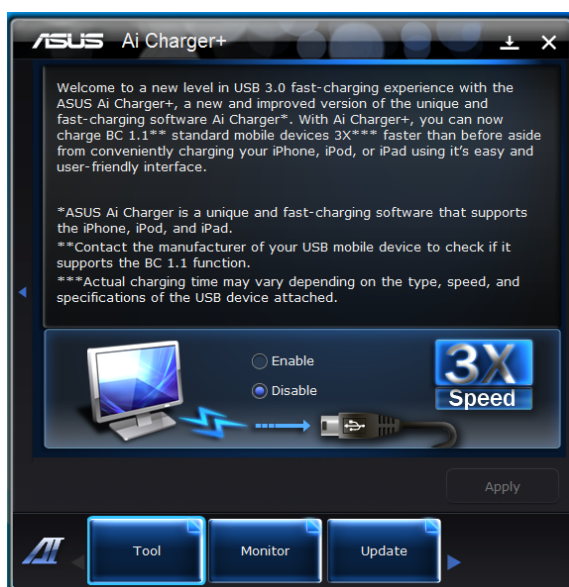 ASUS Ai Charger+
Welcome to a new level in USB 3.0 fast-charging experience with the
ASUS Ai Charger+, a new and improved version of the unique and
fast-charging software Ai Charger*. With Ai Charger+, you can now
charge BC 1.1** standard mobile devices 3X*** faster than before aside
from conveniently charging your iPhone, iPod, or iPad using it's easy and
user-friendly interface.
*ASUS Ai Charger is a unique and fast-charging software that supports
the iPhone, iPod, and iPad.
**Contact the manufacturer of your USB mobile device to check if it
supports the BC 1.1 function.
***Actual charging time may vary depending on the type, speed, and
specifications of the USB device attached.
Enable
Disable
3X
Speed
Apply
AI
Tool
Monitor
Update